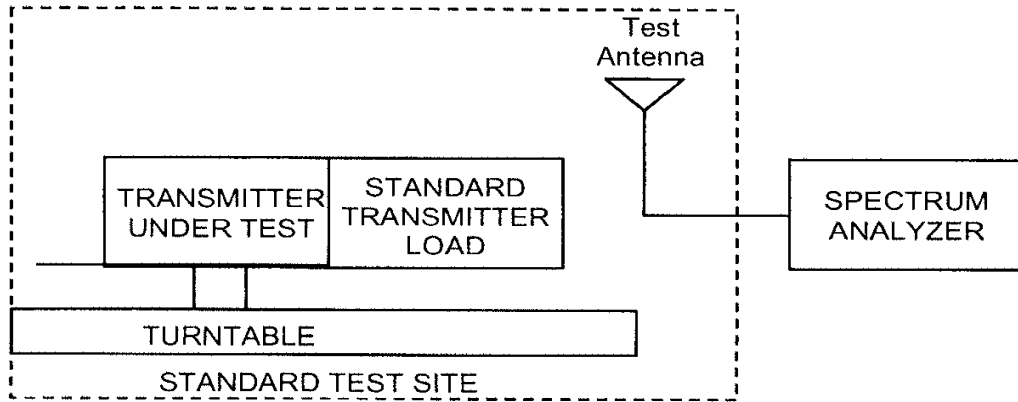 Test
Antenna
TRANSMITTER
UNDER TEST
STANDARD
TRANSMITTER
LOAD
SPECTRUM
ANALYZER
TURNTABLE
STANDARD TEST SITE